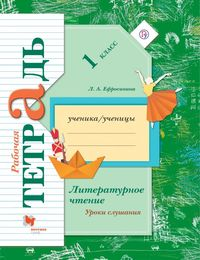 1 КЛАСС
Л. А. Ефросинина
Рабочая
ТЕТРАДЬ
ученика/ученицы
Литературное
чтение
Уроки слушания